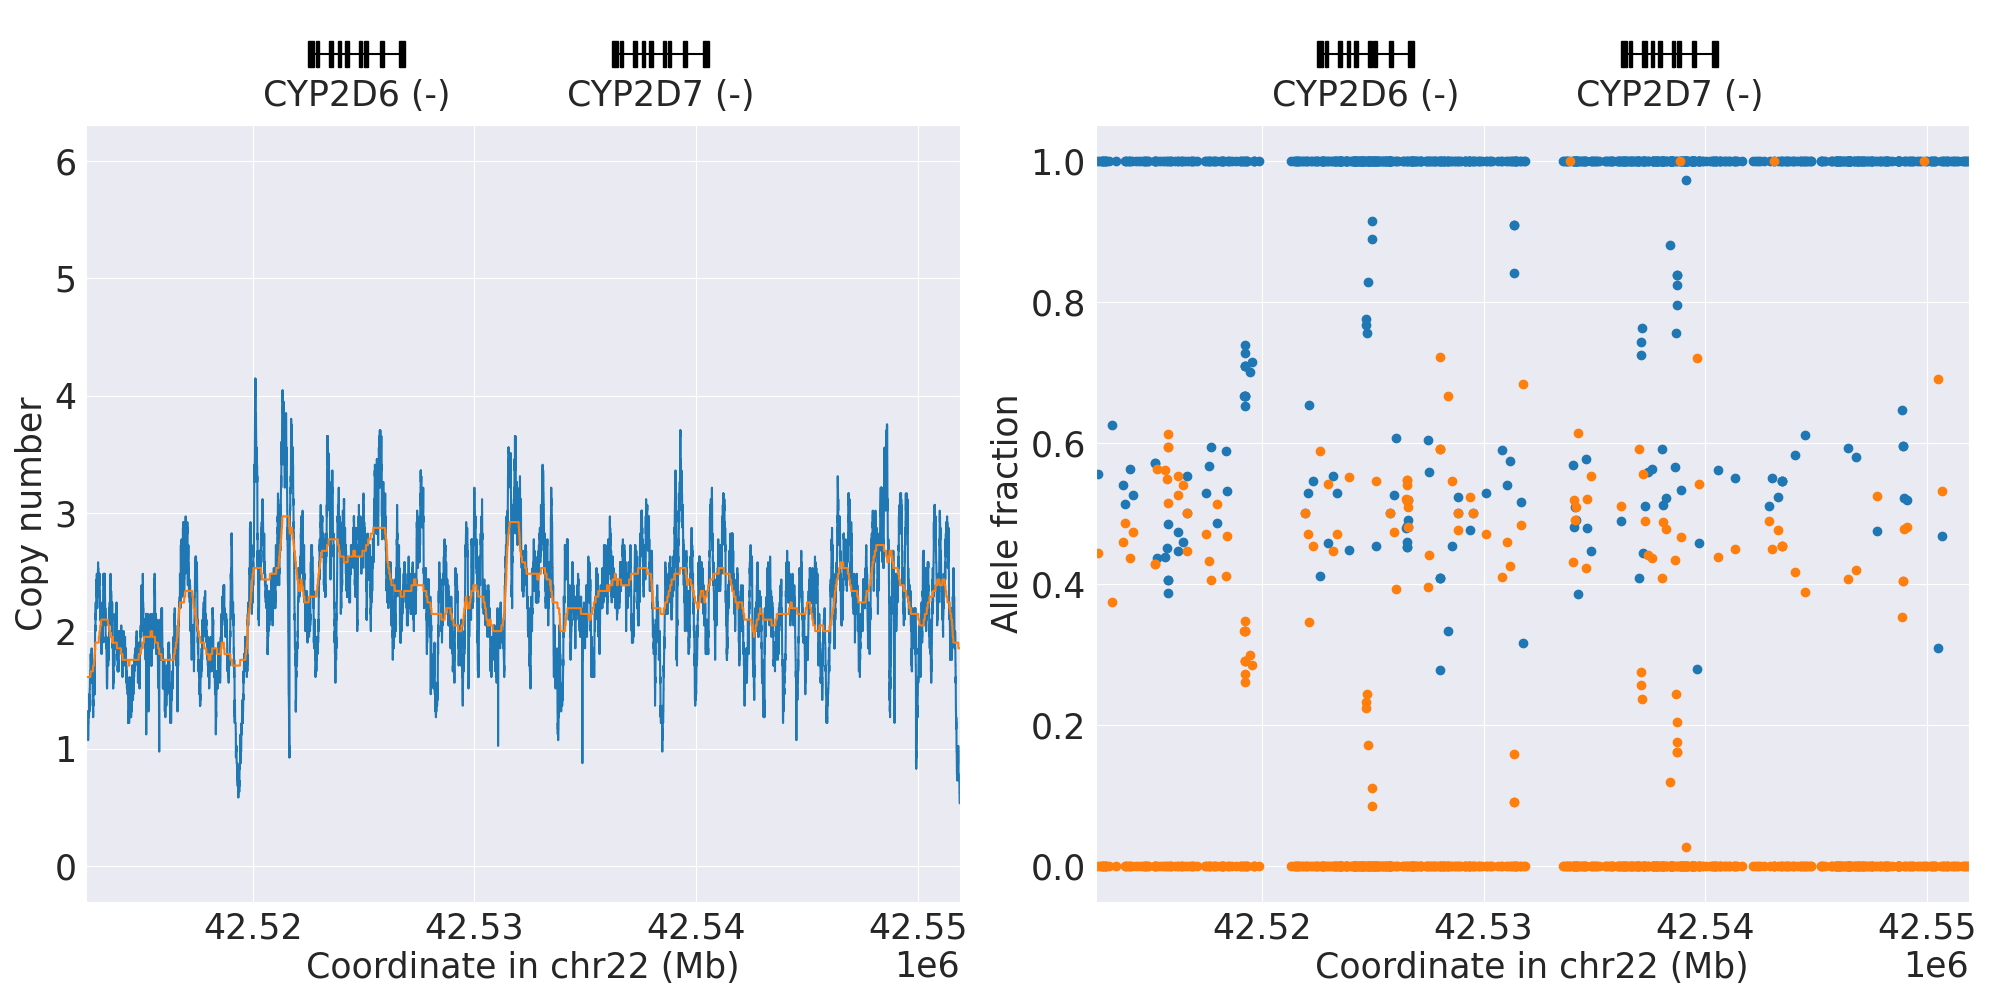 CYP2D6 (-)
CYP2D7 (-)
6
5
4
3
2
1
0
Copy number
42.52
42.53
42.54
42.55
Coordinate in chr22 (Mb)
1e6
CYP2D6 (-)
CYP2D7 (-)
1.0
0.8
0.6
0.4
0.2
0.0
Allele fraction
42.52
42.53
42.54
42.55
Coordinate in chr22 (Mb)
1e6